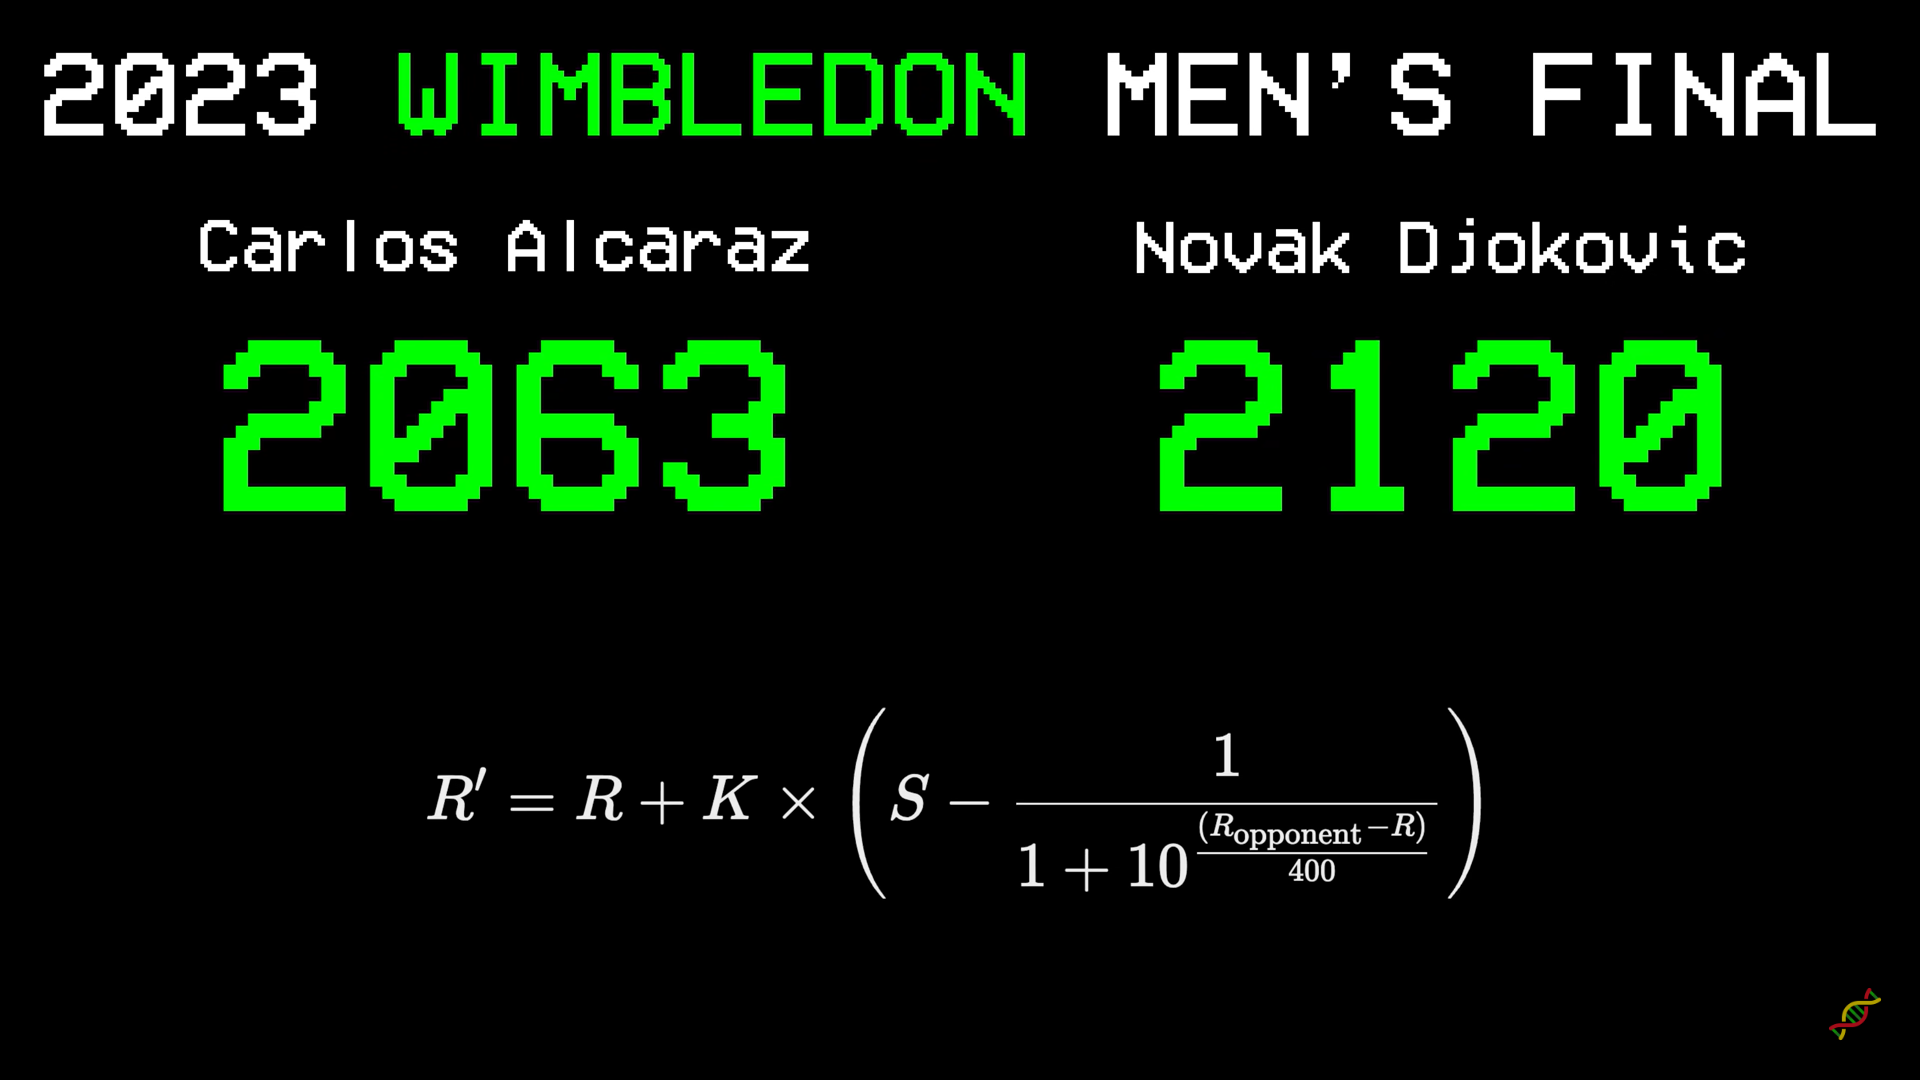 2023 WIMBLEDON MEN'S FINAL
Carlos Alcaraz Novak Djokovic
2063 2120
R′ = R + K × (S − 1 / (1 + 10^((R_opponent − R) / 400)))